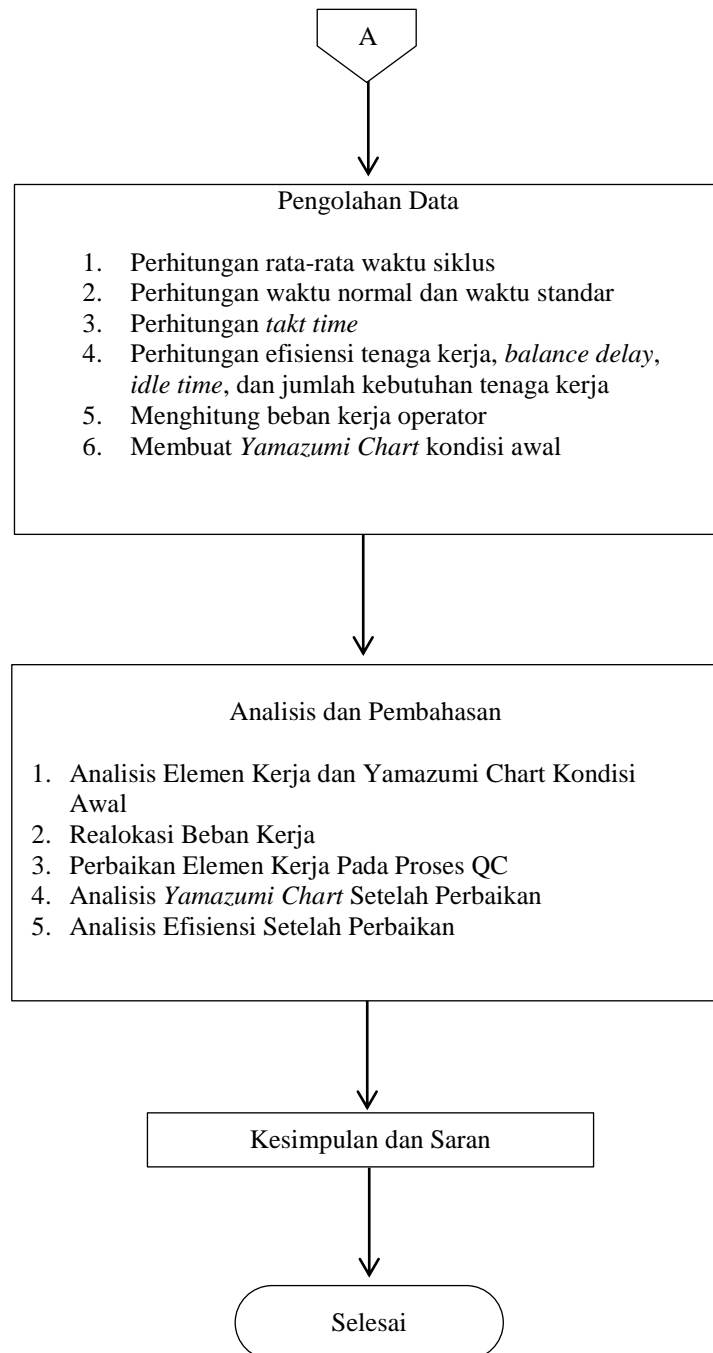 A
Pengolahan Data
1. Perhitungan rata-rata waktu siklus
2. Perhitungan waktu normal dan waktu standar
3. Perhitungan takt time
4. Perhitungan efisiensi tenaga kerja, balance delay,
idle time, dan jumlah kebutuhan tenaga kerja
5. Menghitung beban kerja operator
6. Membuat Yamazumi Chart kondisi awal
Analisis dan Pembahasan
1. Analisis Elemen Kerja dan Yamazumi Chart Kondisi
Awal
2. Realokasi Beban Kerja
3. Perbaikan Elemen Kerja Pada Proses QC
4. Analisis Yamazumi Chart Setelah Perbaikan
5. Analisis Efisiensi Setelah Perbaikan
Kesimpulan dan Saran
Selesai